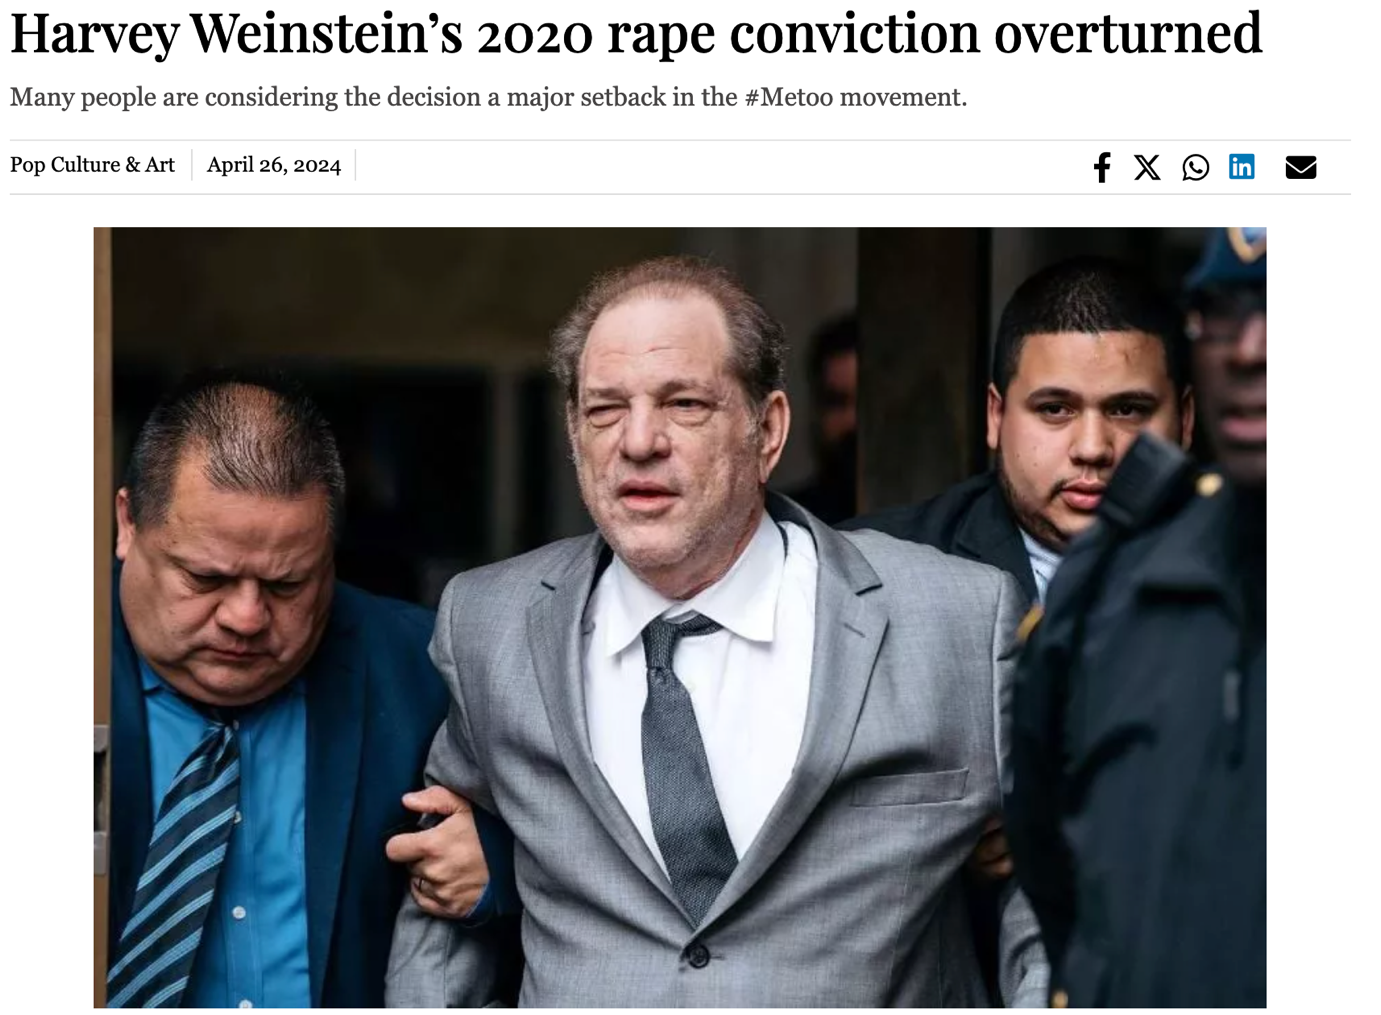 Harvey Weinstein’s 2020 rape conviction overturned
Many people are considering the decision a major setback in the #Metoo movement.
Pop Culture & Art
April 26, 2024
in